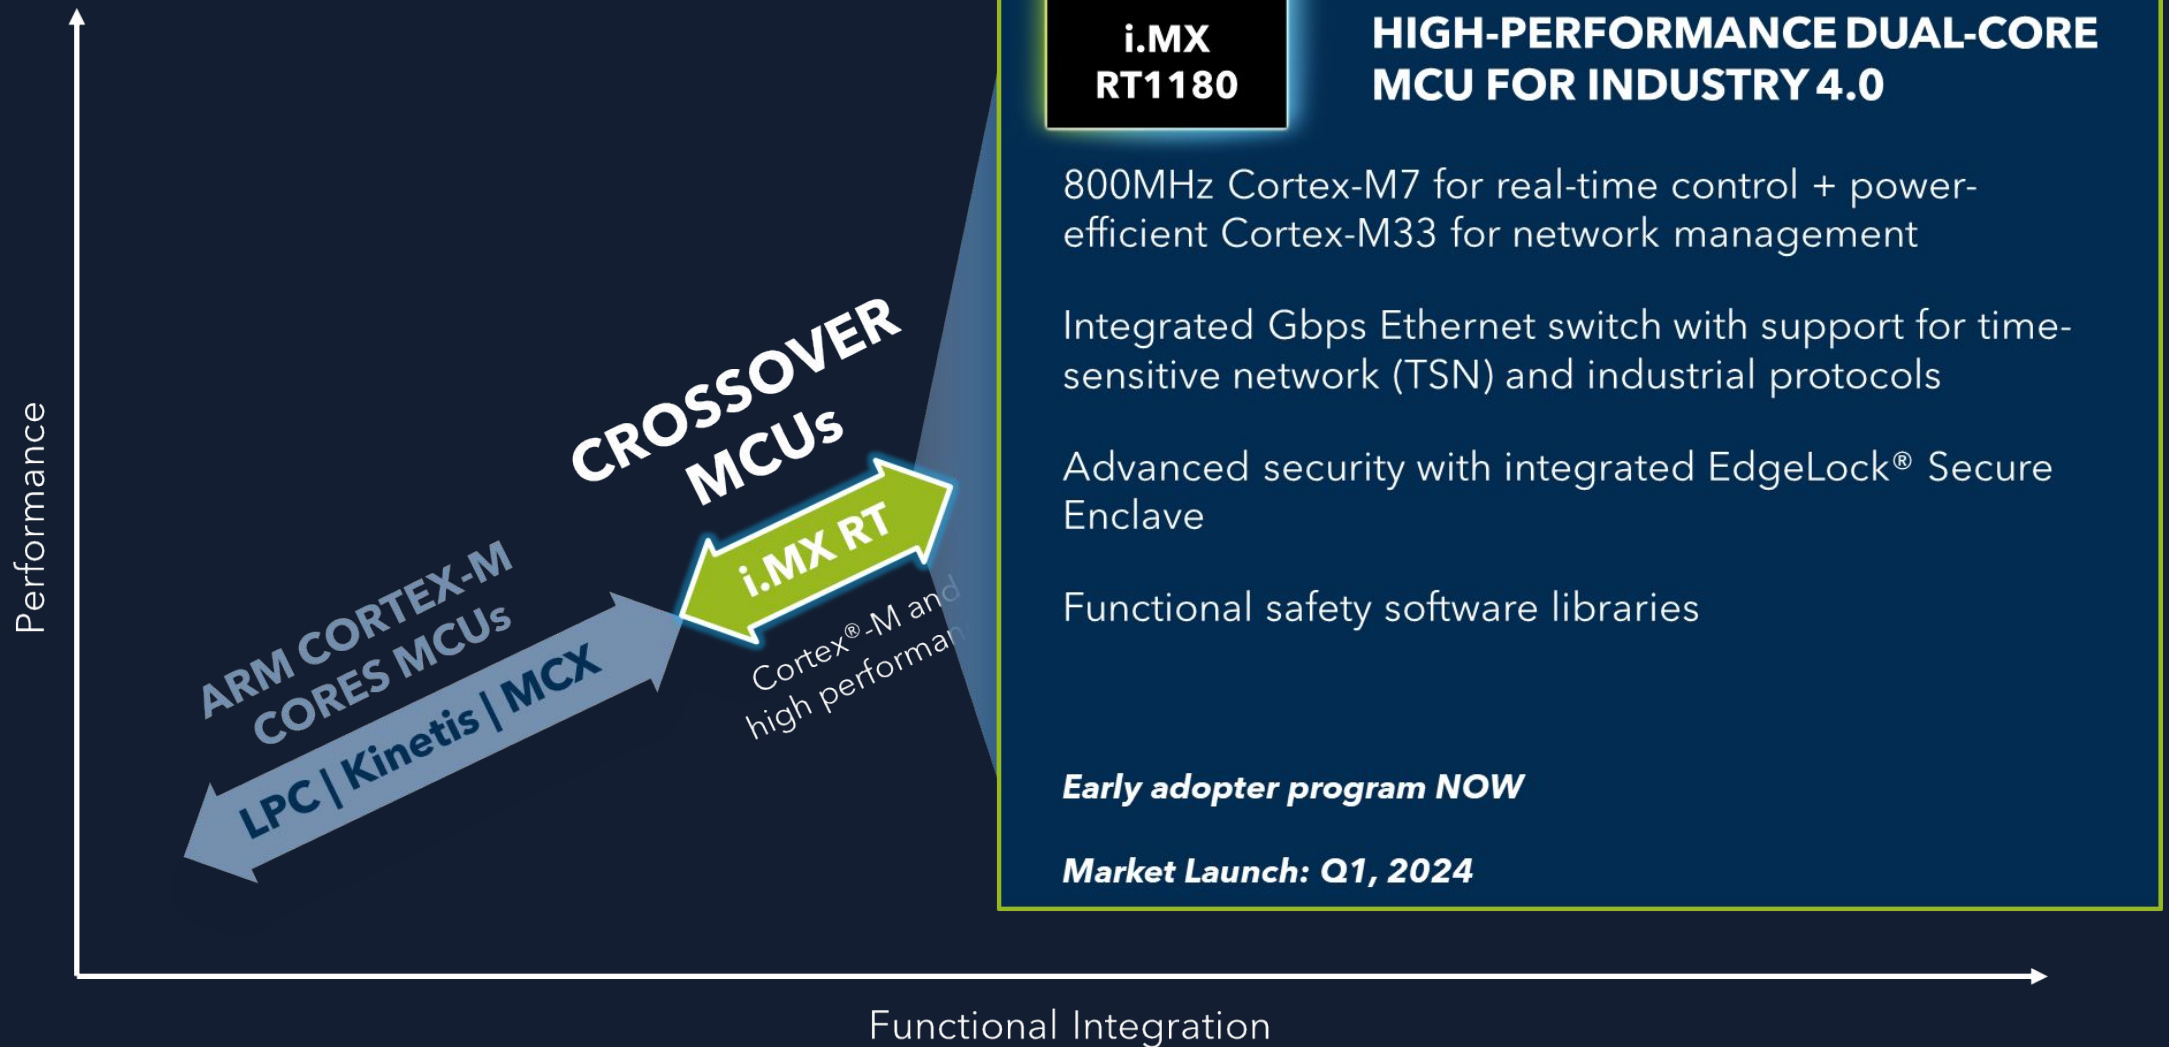 Performance
ARM CORTEX-M
CORES MCUs
LPC | Kinetis | MCX
CROSSOVER
MCUs
i.MX RT
Cortex®-M and
high
i.MX
RT1180
HIGH-PERFORMANCE DUAL-CORE
MCU FOR INDUSTRY 4.0
800MHz Cortex-M7 for real-time control + power-
efficient Cortex-M33 for network management
Integrated Gbps Ethernet switch with support for time-
sensitive network (TSN) and industrial protocols
Advanced security with integrated EdgeLock® Secure
Enclave
Functional safety software libraries
Early adopter program NOW
Market Launch: Q1, 2024
Functional Integration